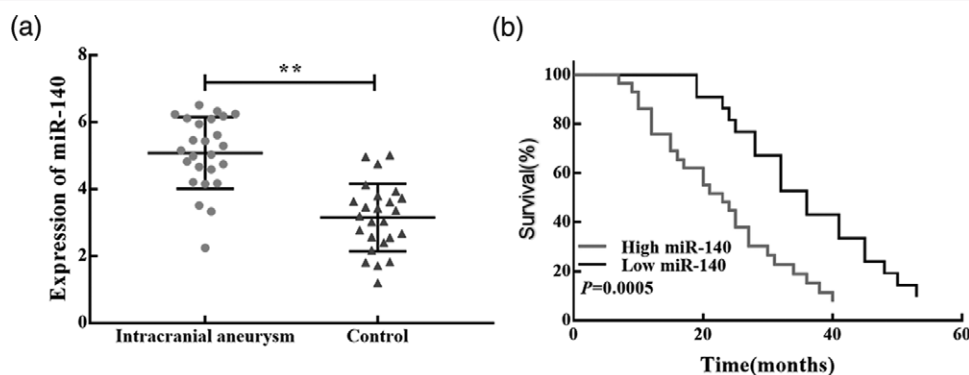 (a)
Expression of miR-140
8
6
4
2
0
**
Intracranial aneurysm
Control
(b)
Survival(%)
100
80
60
40
20
0
High miR-140
Low miR-140
P=0.0005
0
20
40
60
Time(months)